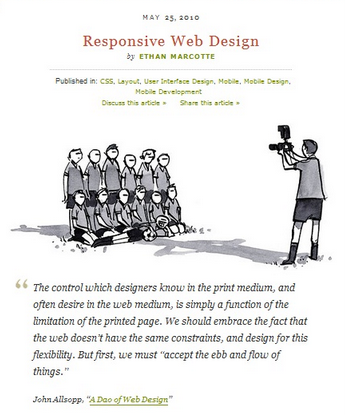 MAY 25, 2010
Responsive Web Design
by ETHAN MARCOTTE
Published in: CSS, Layout, User Interface Design, Mobile, Mobile Design,
Mobile Development
Discuss this article » Share this article »
“ The control which designers know in the print medium, and
often desire in the web medium, is simply a function of the
limitation of the printed page. We should embrace the fact that
the web doesn’t have the same constraints, and design for this
flexibility. But first, we must “accept the ebb and flow of
things.”
John Allsopp, “A Dao of Web Design”